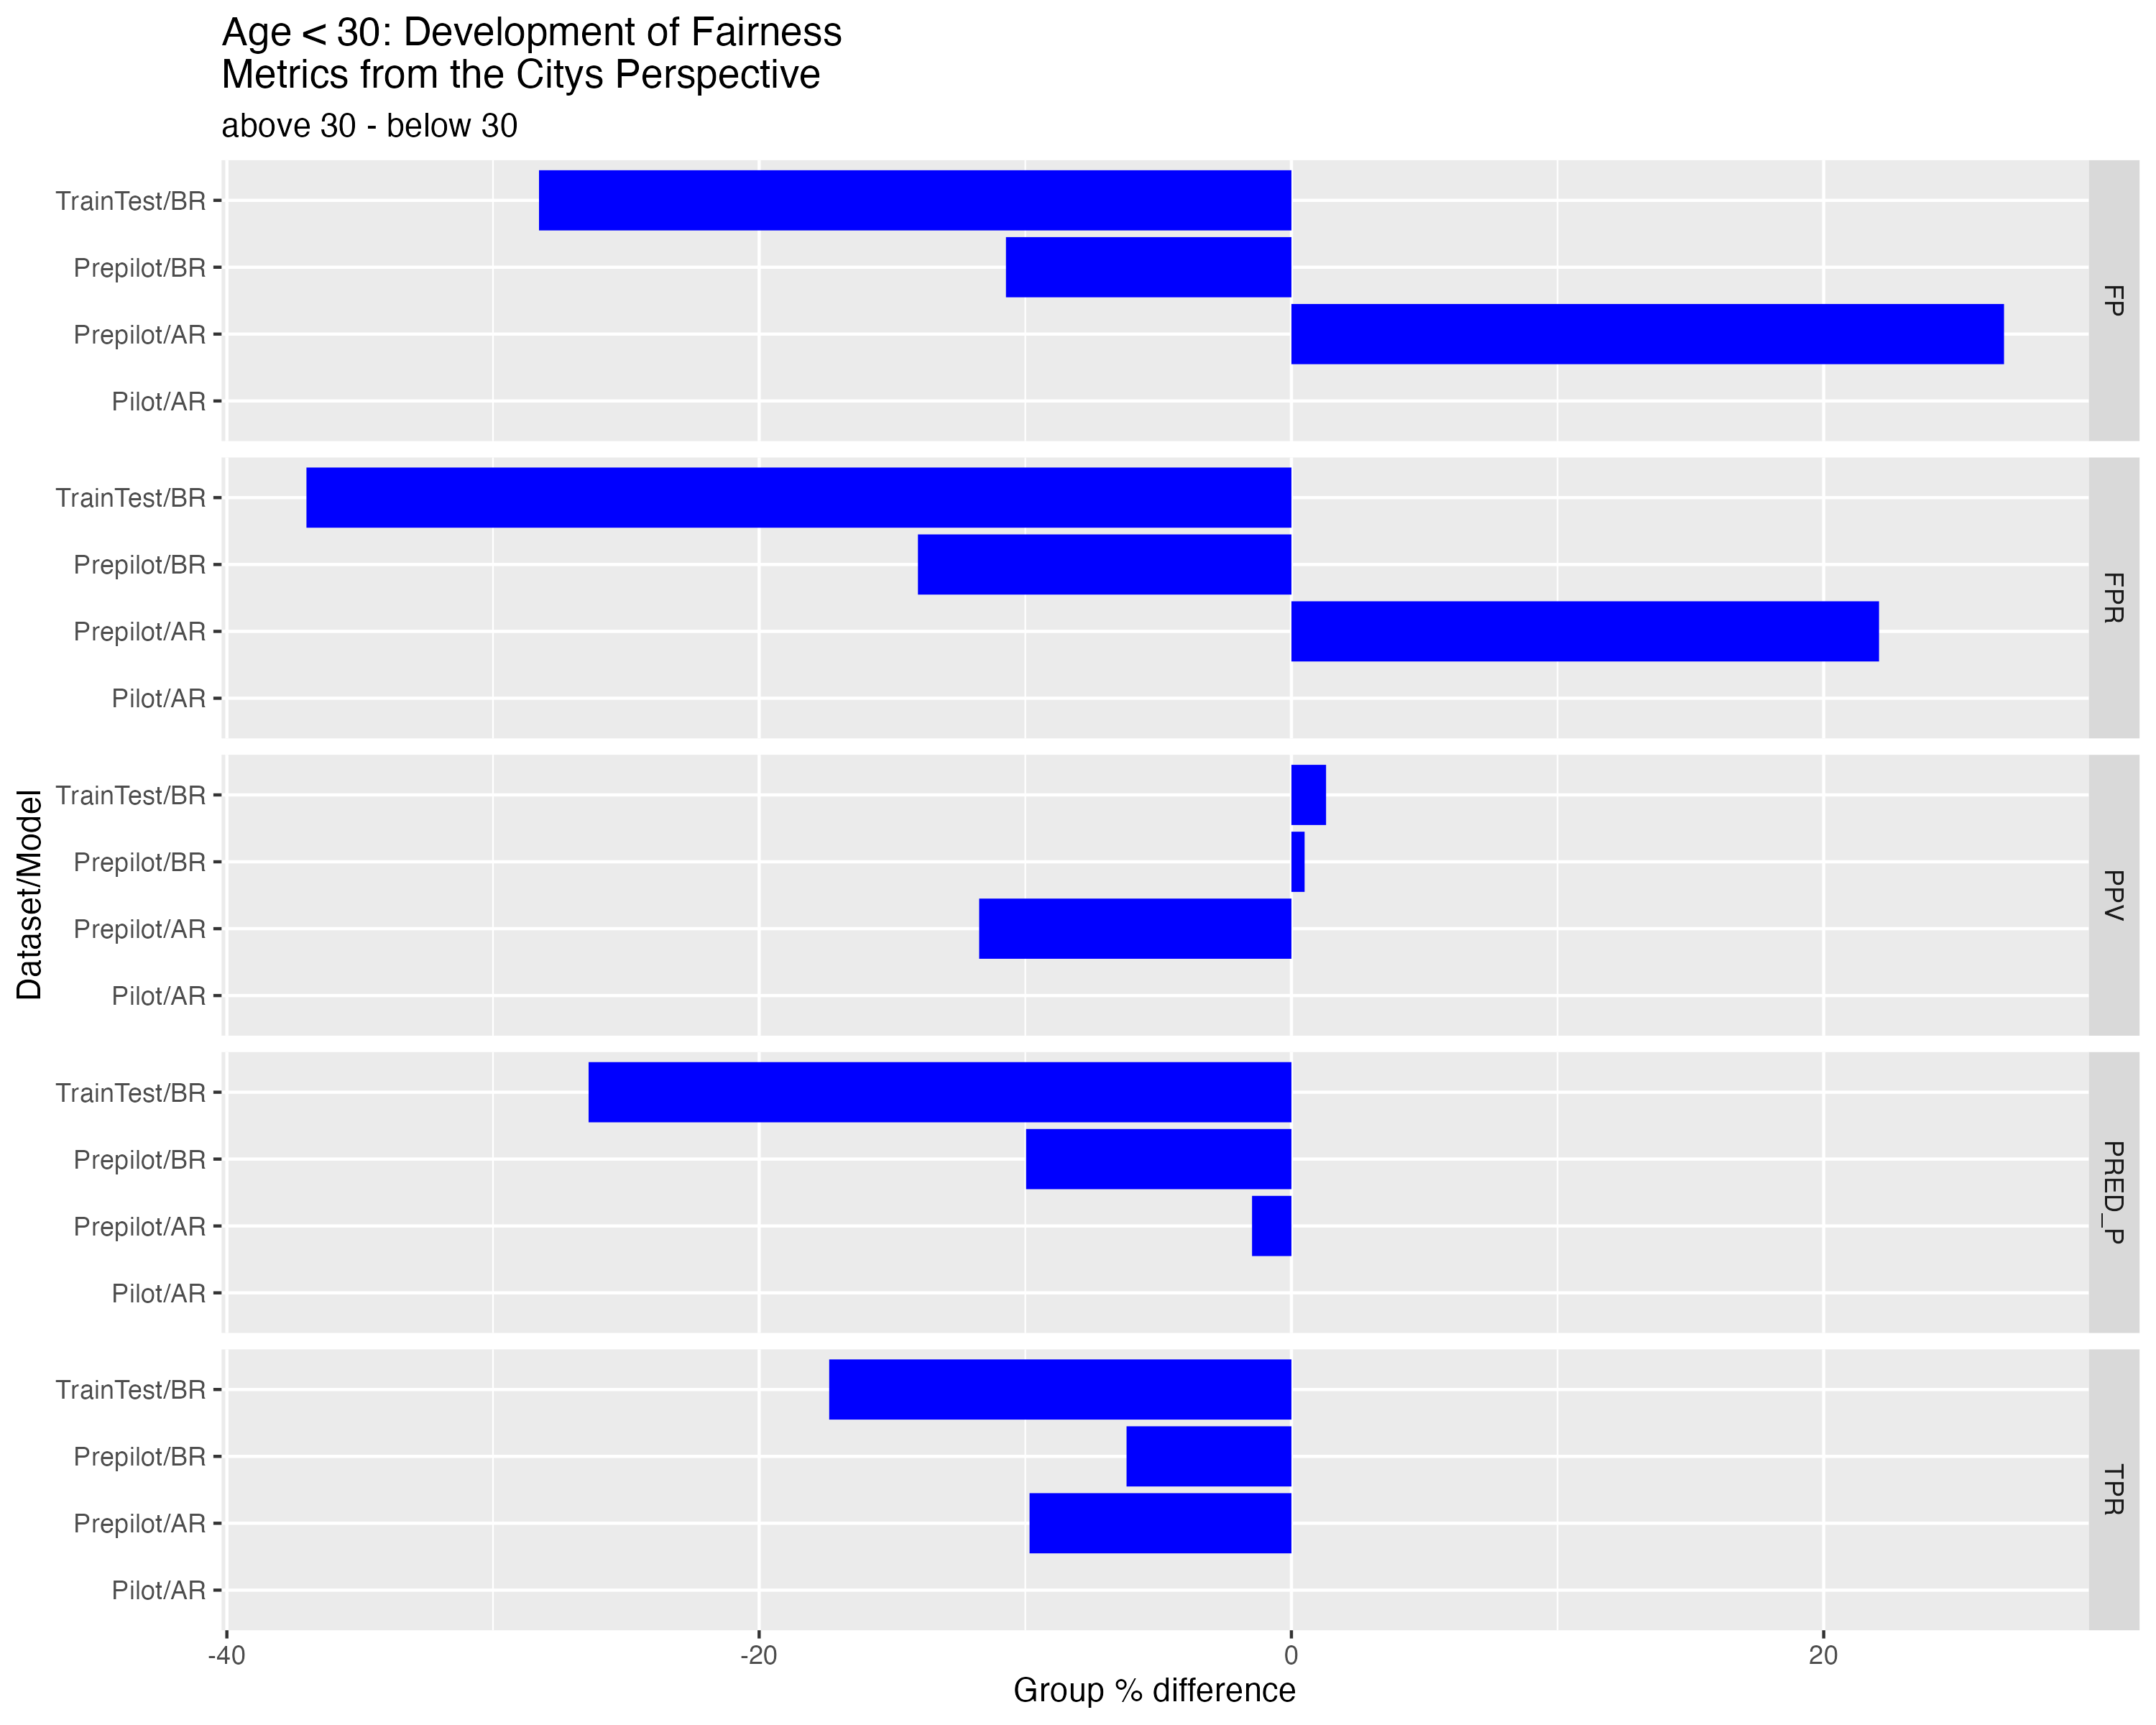 Age < 30: Development of Fairness
Metrics from the Citys Perspective
above 30 - below 30
TrainTest/BR
Prepilot/BR
Prepilot/AR
Pilot/AR
FP
TrainTest/BR
Prepilot/BR
Prepilot/AR
Pilot/AR
FPR
TrainTest/BR
Prepilot/BR
Prepilot/AR
Pilot/AR
PPV
TrainTest/BR
Prepilot/BR
Prepilot/AR
Pilot/AR
PRED_P
TrainTest/BR
Prepilot/BR
Prepilot/AR
Pilot/AR
TPR
Dataset/Model
-40 -20 0 20
Group % difference